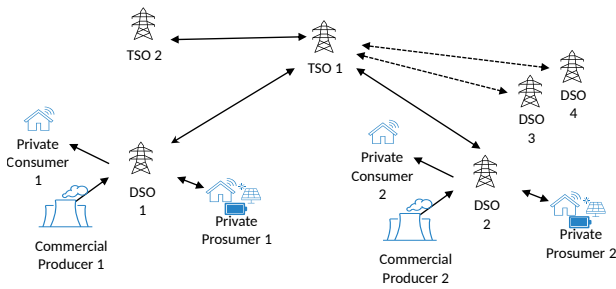 TSO 2
TSO 1
DSO
4
DSO
3
Private
Consumer
1
DSO
1
Private
Prosumer 1
Commercial
Producer 1
Private
Consumer
2
DSO
2
Private
Prosumer 2
Commercial
Producer 2